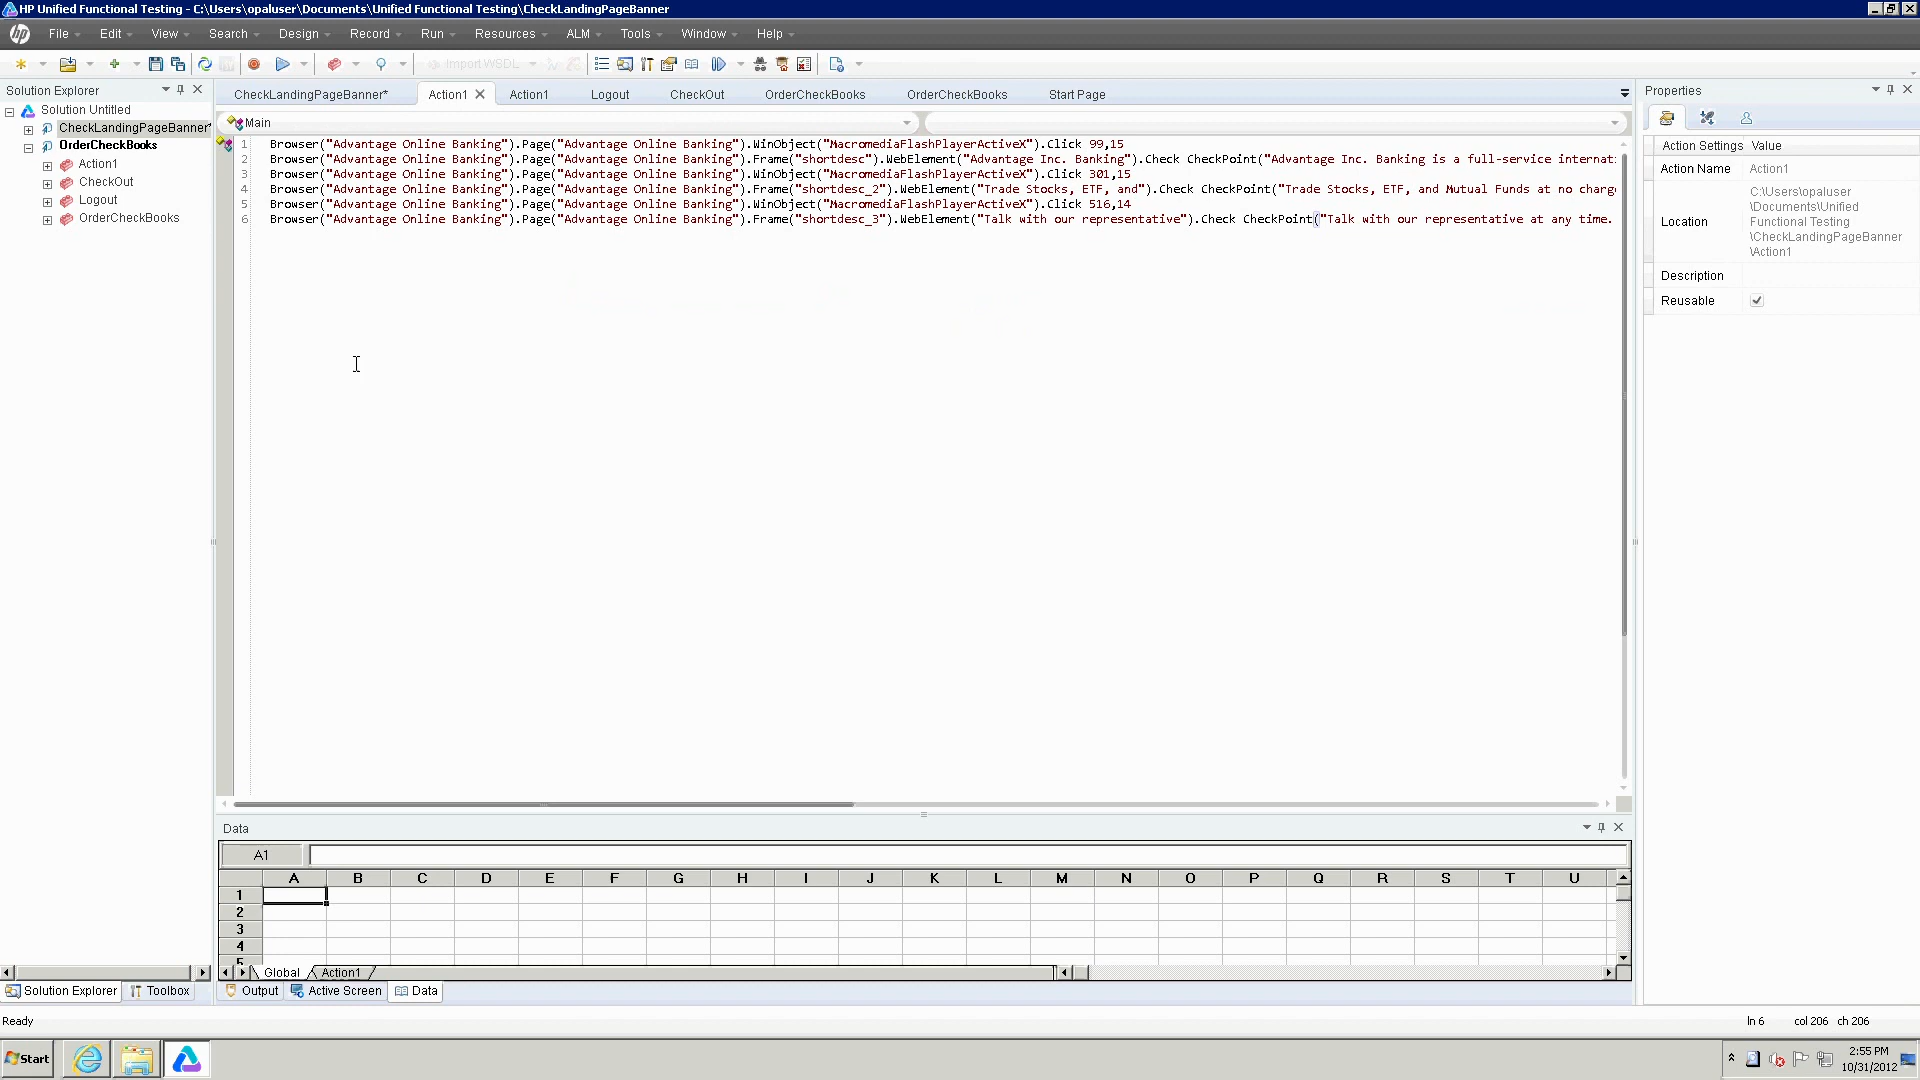 HP Unified Functional Testing - C:\Users\opaluser\Documents\Unified Functional Testing\CheckLandingPageBanner
hp File Edit View Search Design Record Run Resources ALM Tools Window Help
Import WSDL
Solution Explorer
CheckLandingPageBanner* Action1 Action1 Logout CheckOut OrderCheckBooks OrderCheckBooks Start Page
Properties
Solution Untitled
CheckLandingPageBanner*
OrderCheckBooks
Action1
CheckOut
Logout
OrderCheckBooks
Main
1 Browser("Advantage Online Banking").Page("Advantage Online Banking").WinObject("MacromediaFlashPlayerActiveX").Click 99,15
2 Browser("Advantage Online Banking").Page("Advantage Online Banking").Frame("shortdesc").WebElement("Advantage Inc. Banking").Check CheckPoint("Advantage Inc. Banking is a full-service internati
3 Browser("Advantage Online Banking").Page("Advantage Online Banking").WinObject("MacromediaFlashPlayerActiveX").Click 301,15
4 Browser("Advantage Online Banking").Page("Advantage Online Banking").Frame("shortdesc_2").WebElement("Trade Stocks, ETF, and").Check CheckPoint("Trade Stocks, ETF, and Mutual Funds at no charge
5 Browser("Advantage Online Banking").Page("Advantage Online Banking").WinObject("MacromediaFlashPlayerActiveX").Click 516,14
6 Browser("Advantage Online Banking").Page("Advantage Online Banking").Frame("shortdesc_3").WebElement("Talk with our representative").Check CheckPoint("Talk with our representative at any time.
Action Settings Value
Action Name Action1
Location C:\Users\opaluser
\Documents\Unified
Functional Testing
\CheckLandingPageBanner
\Action1
Description
Reusable
Data
A1
A B C D E F G H I J K L M N O P Q R S T U
1
2
3
4
5
Global Action1
Solution Explorer Toolbox
Output Active Screen Data
Ready
ln 6 col 206 ch 206
Start
2:55 PM
10/31/2012